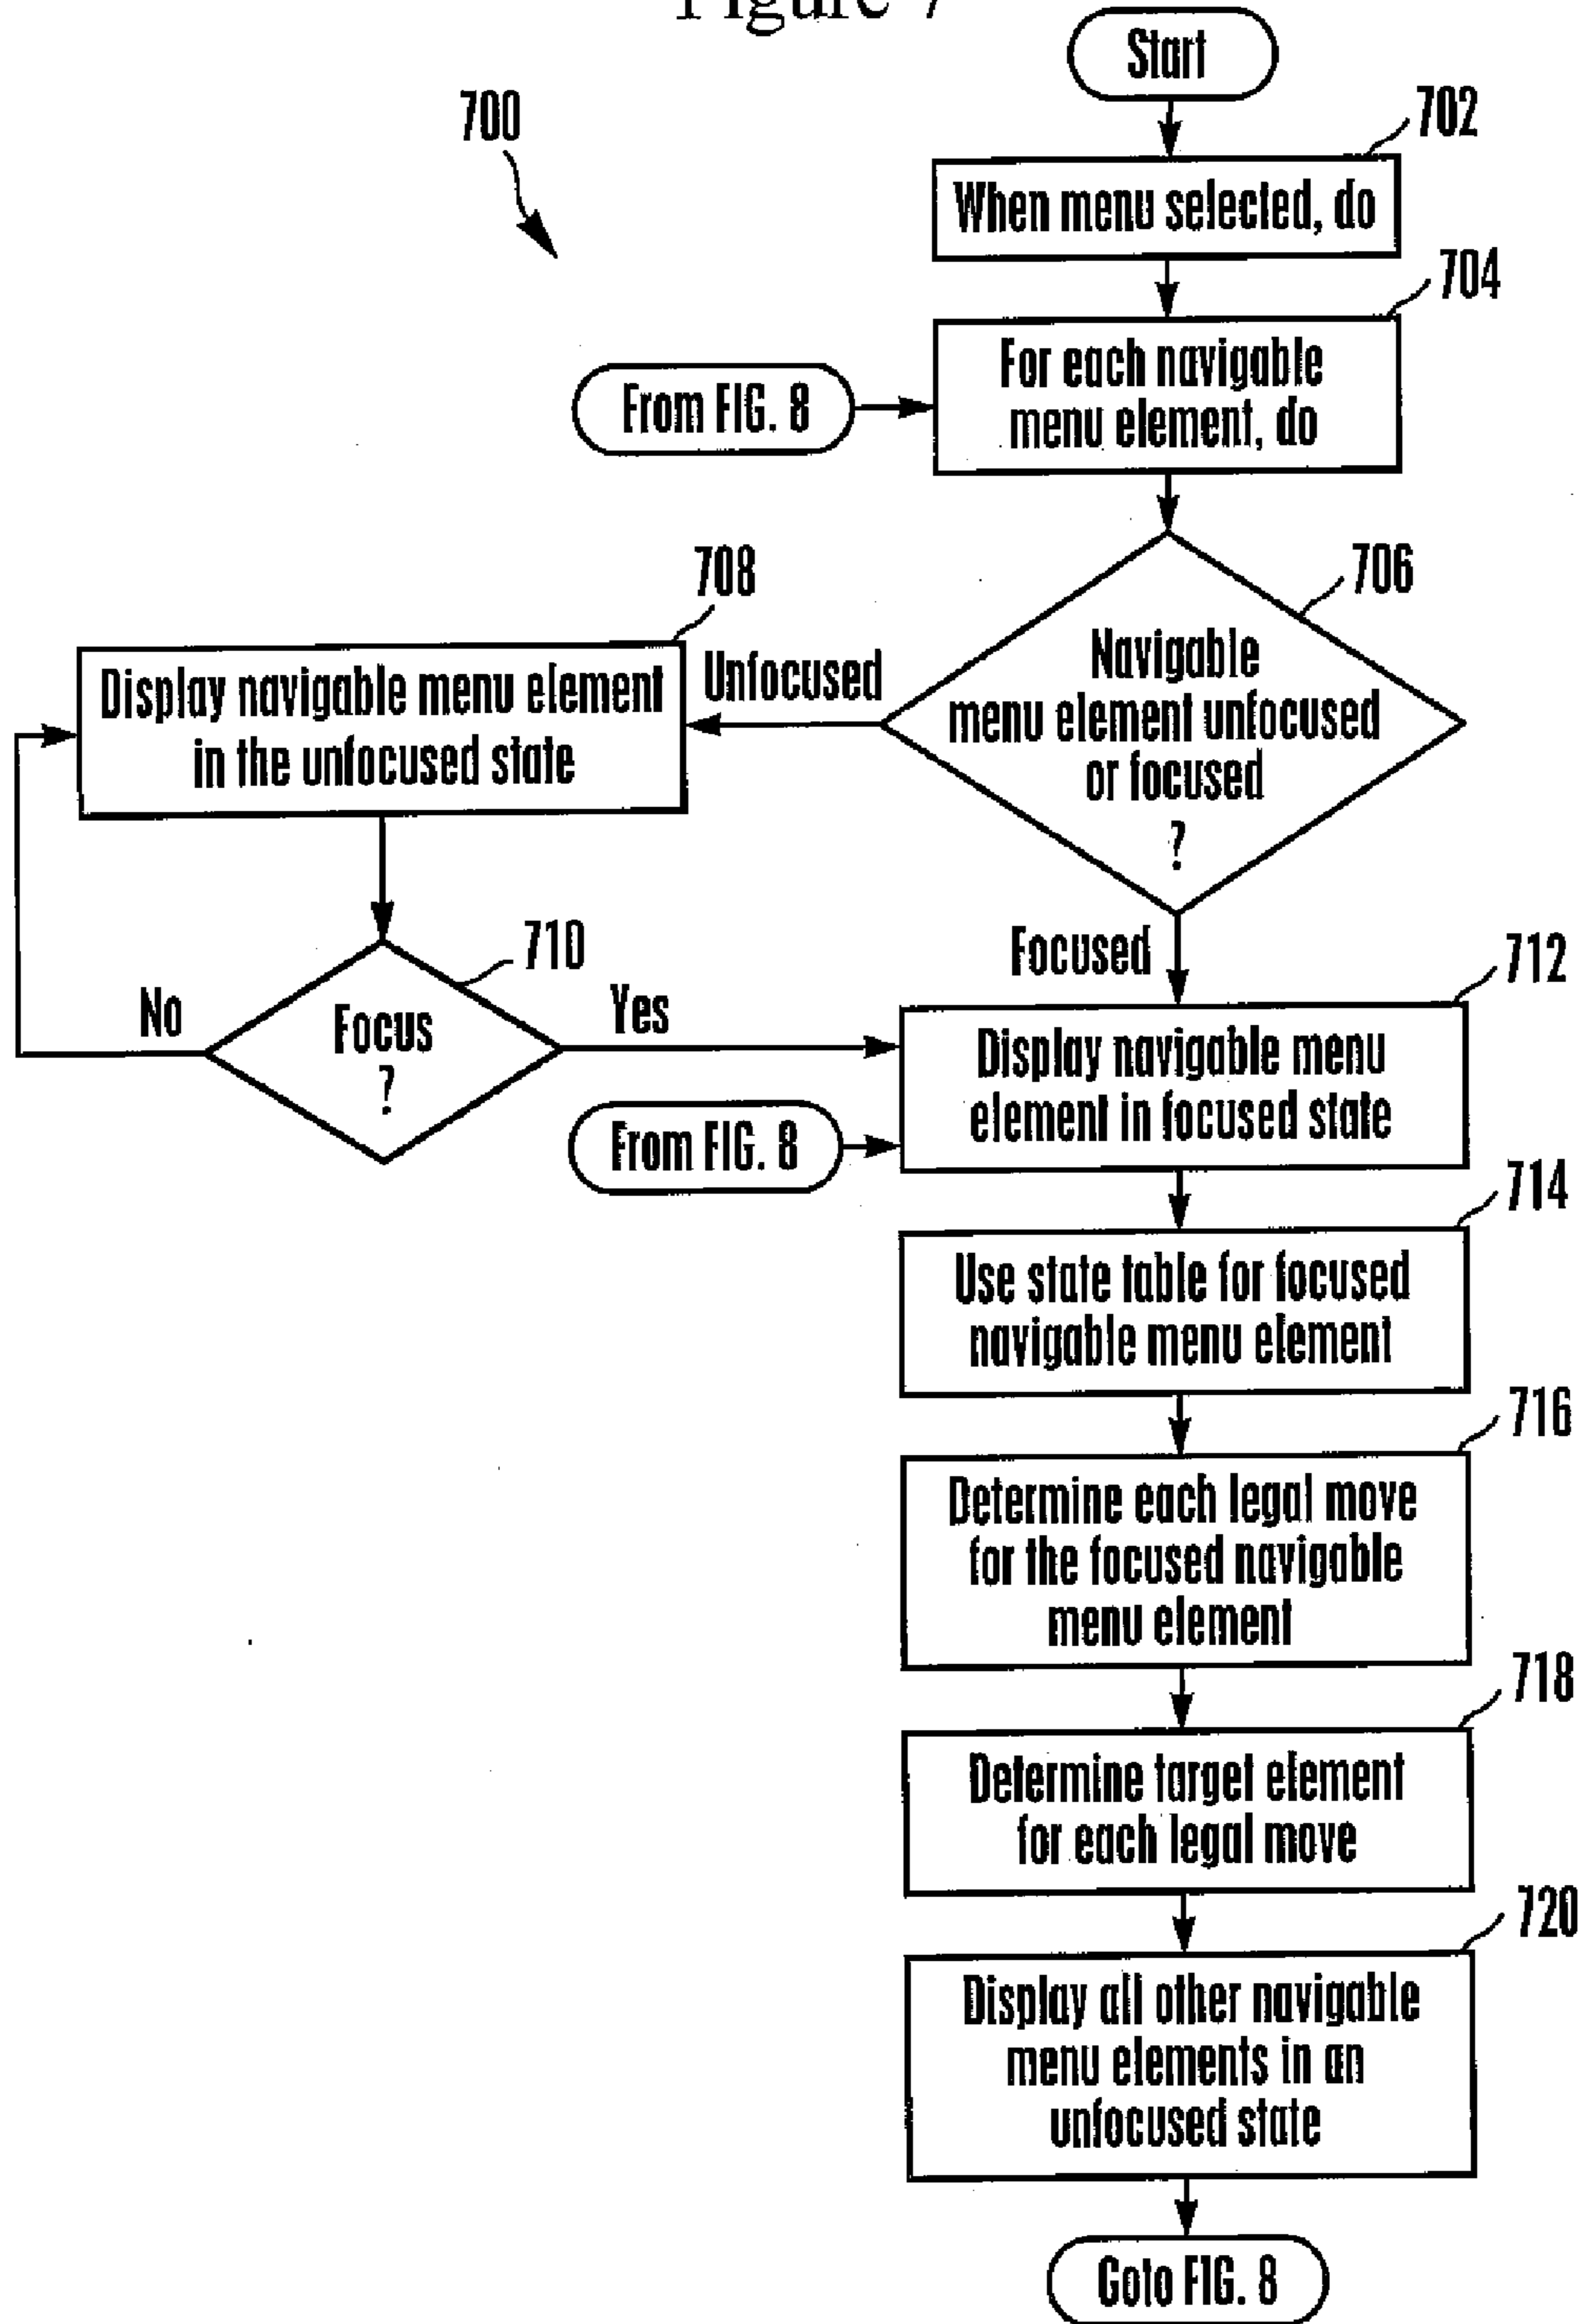 Figure 7
Start
700
702
When menu selected, do
704
For each navigable
menu element, do
From FIG. 8
706
Navigable
menu element unfocused
or focused
?
708
Unfocused
Display navigable menu element
in the unfocused state
710
Focus
?
No
Yes
Focused
712
Display navigable menu
element in focused state
From FIG. 8
714
Use state table for focused
navigable menu element
716
Determine each legal move
for the focused navigable
menu element
718
Determine target element
for each legal move
720
Display all other navigable
menu elements in an
unfocused state
Goto FIG. 8